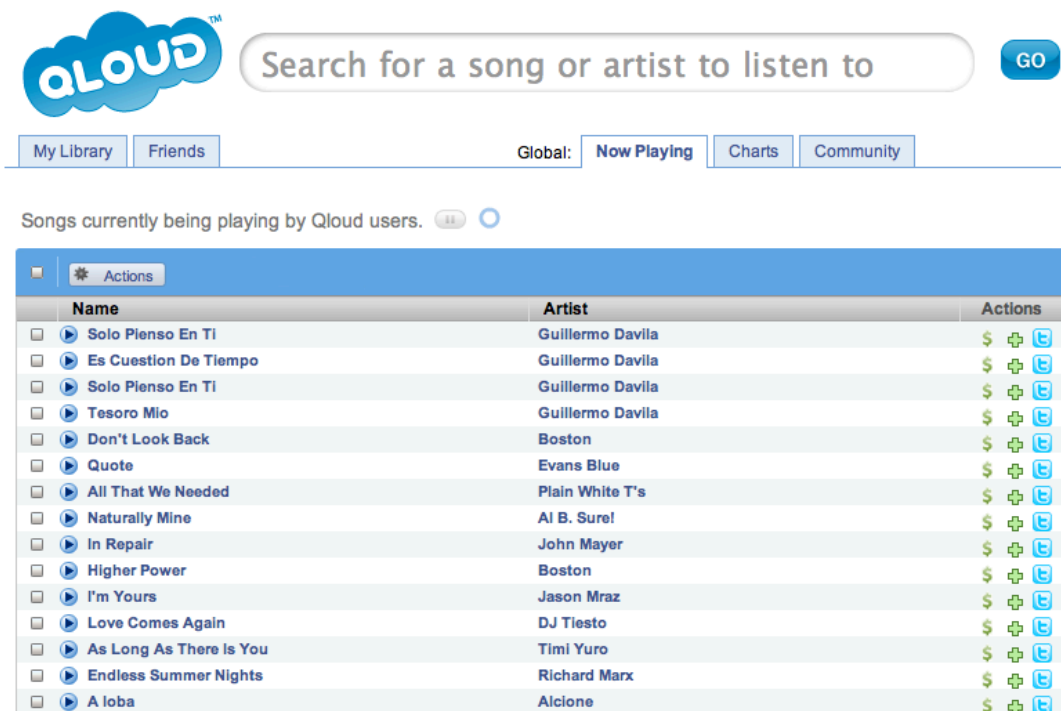 QLOUD™
Search for a song or artist to listen to
GO
My Library Friends Global: Now Playing Charts Community
Songs currently being playing by Qloud users.
Actions
Name Artist Actions
Solo Pienso En Ti Guillermo Davila $
Es Cuestion De Tiempo Guillermo Davila $
Solo Pienso En Ti Guillermo Davila $
Tesoro Mio Guillermo Davila $
Don't Look Back Boston $
Quote Evans Blue $
All That We Needed Plain White T's $
Naturally Mine Al B. Sure! $
In Repair John Mayer $
Higher Power Boston $
I'm Yours Jason Mraz $
Love Comes Again DJ Tiesto $
As Long As There Is You Timi Yuro $
Endless Summer Nights Richard Marx $
A loba Alcione $